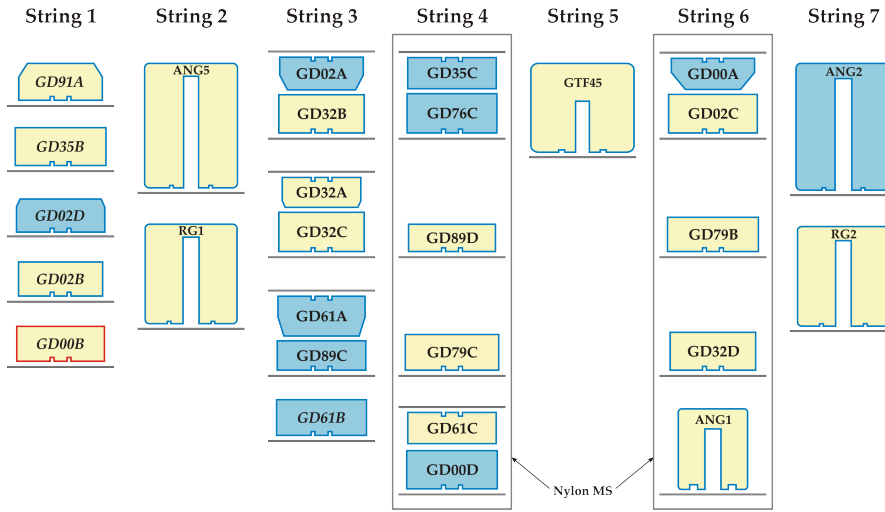 String 1
String 2
String 3
String 4
String 5
String 6
String 7
GD91A
GD35B
GD02D
GD02B
GD00B
ANG5
RG1
GD02A
GD32B
GD32A
GD32C
GD61A
GD89C
GD61B
GD35C
GD76C
GD89D
GD79C
GD61C
GD00D
GTF45
Nylon MS
GD00A
GD02C
GD79B
GD32D
ANG1
ANG2
RG2